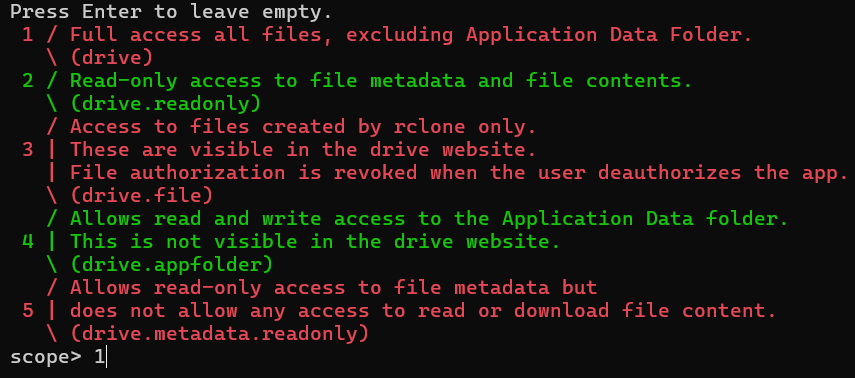 Press Enter to leave empty.
 1 / Full access all files, excluding Application Data Folder.
   \ (drive)
 2 / Read-only access to file metadata and file contents.
   \ (drive.readonly)
   / Access to files created by rclone only.
 3 | These are visible in the drive website.
   | File authorization is revoked when the user deauthorizes the app.
   \ (drive.file)
   / Allows read and write access to the Application Data folder.
 4 | This is not visible in the drive website.
   \ (drive.appfolder)
   / Allows read-only access to file metadata but
 5 | does not allow any access to read or download file content.
   \ (drive.metadata.readonly)
scope> 1